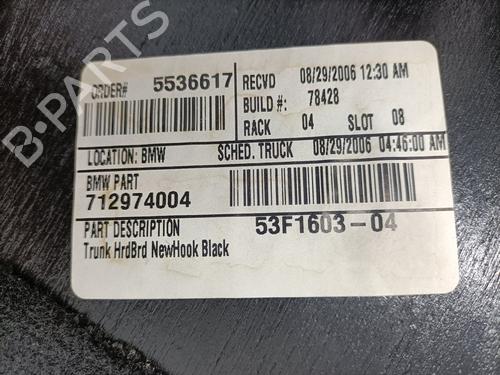 ORDER# 5536617
RECVD 08/29/2006 12:30 AM
BUILD #: 78428
RACK 04 SLOT 08
LOCATION: BMW SCHED. TRUCK 08/29/2006 04:46:00 AM
BMW PART
712974004
PART DESCRIPTION 53F1603-04
Trunk HrdBrd NewHook Black
B-PARTS